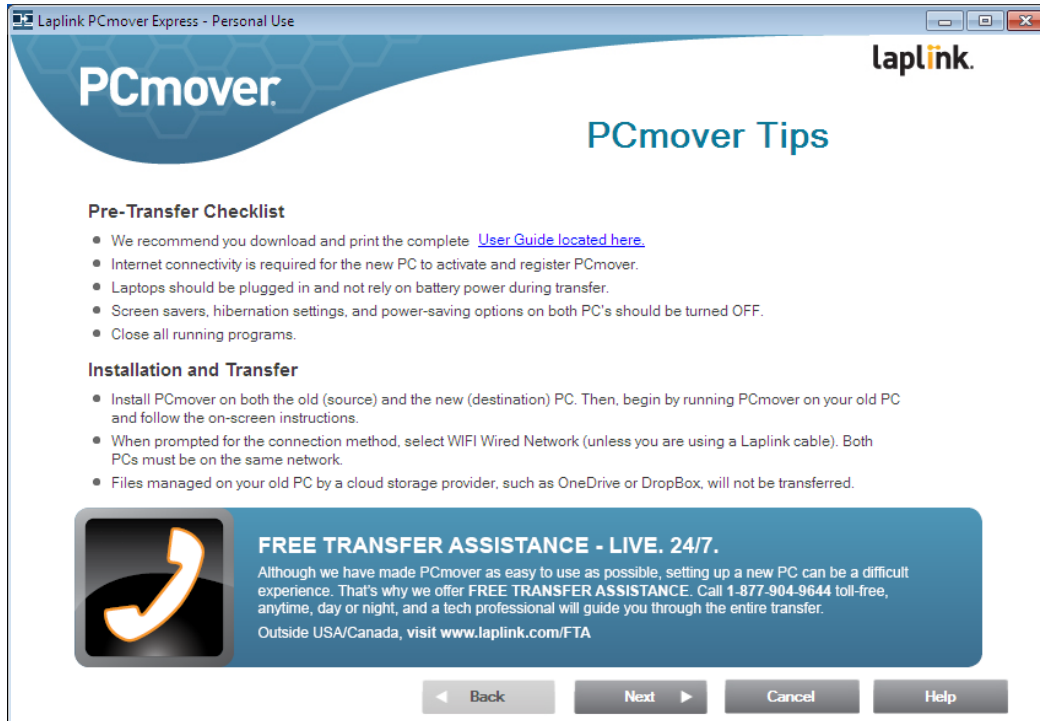 Laplink PCmover Express - Personal Use
laplink.
PCmover.
PCmover Tips
Pre-Transfer Checklist
We recommend you download and print the complete User Guide located here.
Internet connectivity is required for the new PC to activate and register PCmover.
Laptops should be plugged in and not rely on battery power during transfer.
Screen savers, hibernation settings, and power-saving options on both PC's should be turned OFF.
Close all running programs.
Installation and Transfer
Install PCmover on both the old (source) and the new (destination) PC. Then, begin by running PCmover on your old PC
and follow the on-screen instructions.
When prompted for the connection method, select WIFI Wired Network (unless you are using a Laplink cable). Both
PCs must be on the same network.
Files managed on your old PC by a cloud storage provider, such as OneDrive or DropBox, will not be transferred.
FREE TRANSFER ASSISTANCE - LIVE. 24/7.
Although we have made PCmover as easy to use as possible, setting up a new PC can be a difficult
experience. That's why we offer FREE TRANSFER ASSISTANCE. Call 1-877-904-9644 toll-free,
anytime, day or night, and a tech professional will guide you through the entire transfer.
Outside USA/Canada, visit www.laplink.com/FTA
Back
Next
Cancel
Help